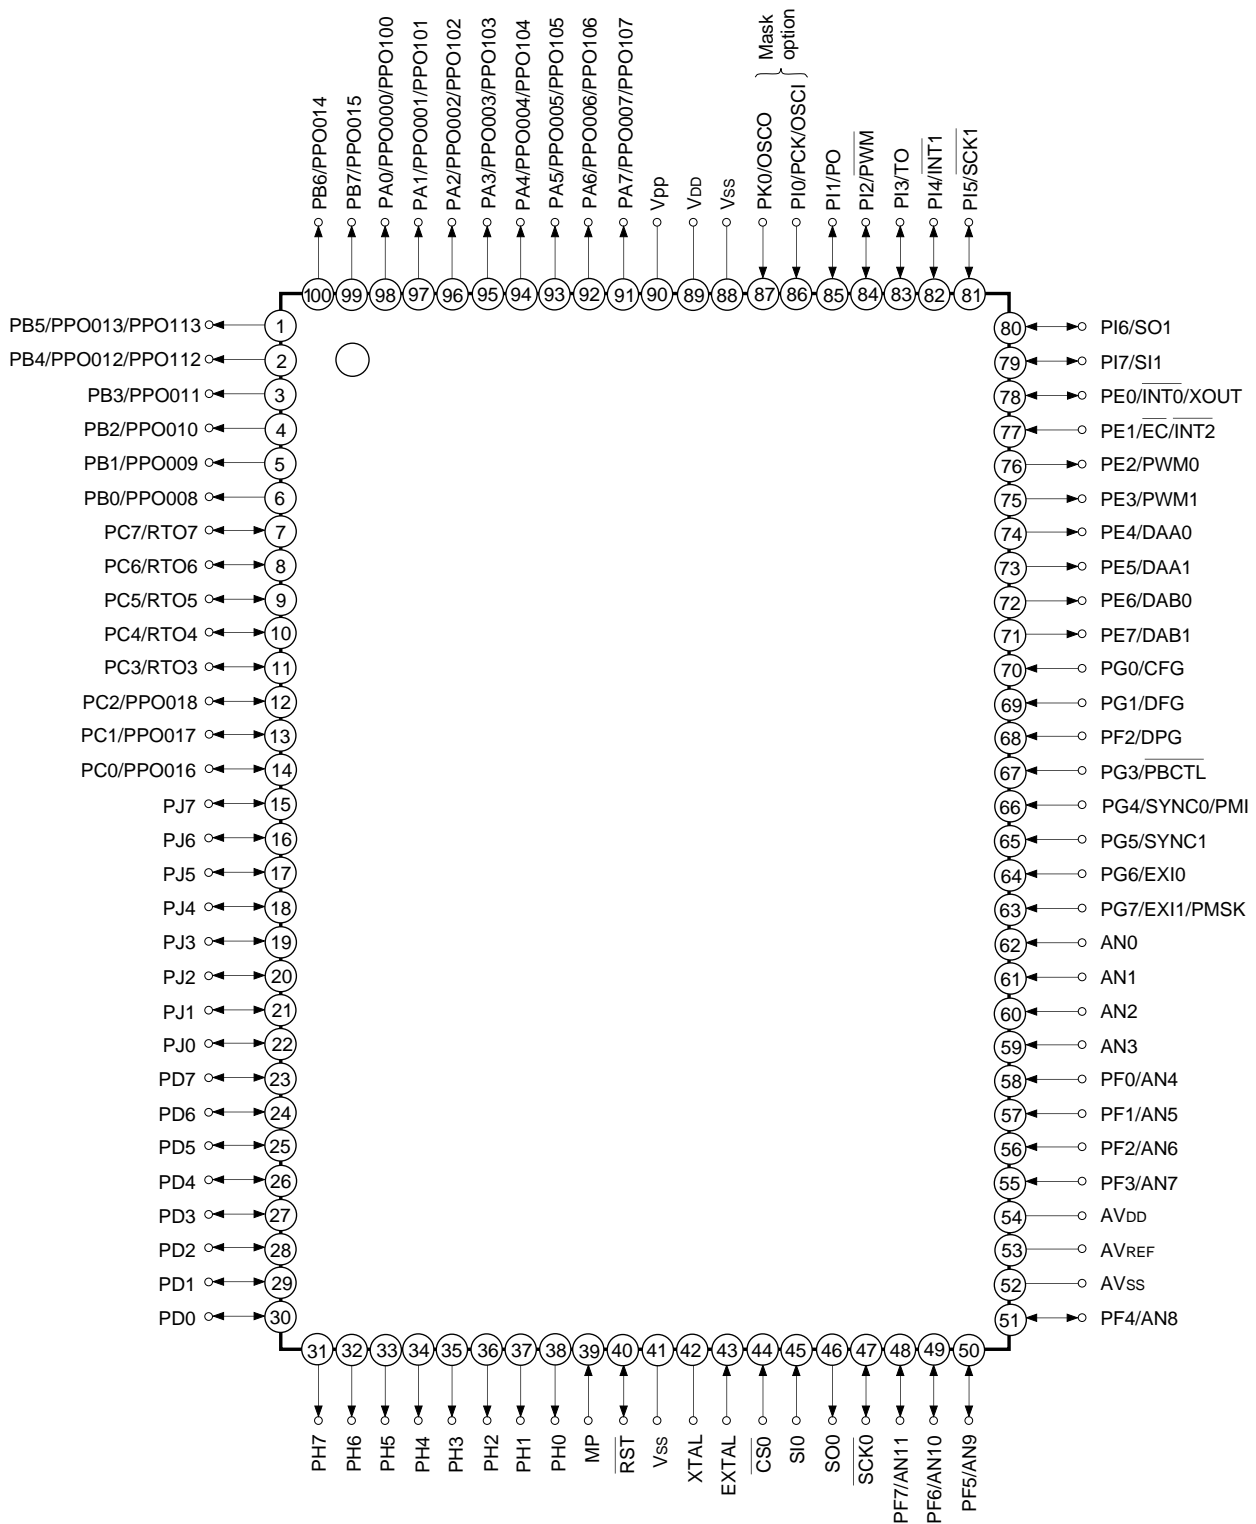 Mask
option
PB6/PPO014
PB7/PPO015
PA0/PPO000/PPO100
PA1/PPO001/PPO101
PA2/PPO002/PPO102
PA3/PPO003/PPO103
PA4/PPO004/PPO104
PA5/PPO005/PPO105
PA6/PPO006/PPO106
PA7/PPO007/PPO107
Vpp
VDD
Vss
PK0/OSCO
PI0/PCK/OSCI
PI1/PO
PI2/PWM
PI3/TO
PI4/INT1
PI5/SCK1
100 99 98 97 96 95 94 93 92 91 90 89 88 87 86 85 84 83 82 81
PB5/PPO013/PPO113 1
PB4/PPO012/PPO112 2
PB3/PPO011 3
PB2/PPO010 4
PB1/PPO009 5
PB0/PPO008 6
PC7/RTO7 7
PC6/RTO6 8
PC5/RTO5 9
PC4/RTO4 10
PC3/RTO3 11
PC2/PPO018 12
PC1/PPO017 13
PC0/PPO016 14
PJ7 15
PJ6 16
PJ5 17
PJ4 18
PJ3 19
PJ2 20
PJ1 21
PJ0 22
PD7 23
PD6 24
PD5 25
PD4 26
PD3 27
PD2 28
PD1 29
PD0 30
80 PI6/SO1
79 PI7/SI1
78 PE0/INT0/XOUT
77 PE1/EC/INT2
76 PE2/PWM0
75 PE3/PWM1
74 PE4/DAA0
73 PE5/DAA1
72 PE6/DAB0
71 PE7/DAB1
70 PG0/CFG
69 PG1/DFG
68 PF2/DPG
67 PG3/PBCTL
66 PG4/SYNC0/PMI
65 PG5/SYNC1
64 PG6/EXI0
63 PG7/EXI1/PMSK
62 AN0
61 AN1
60 AN2
59 AN3
58 PF0/AN4
57 PF1/AN5
56 PF2/AN6
55 PF3/AN7
54 AVDD
53 AVREF
52 AVss
51 PF4/AN8
31 32 33 34 35 36 37 38 39 40 41 42 43 44 45 46 47 48 49 50
PH7
PH6
PH5
PH4
PH3
PH2
PH1
PH0
MP
RST
Vss
XTAL
EXTAL
CS0
SI0
SO0
SCK0
PF7/AN11
PF6/AN10
PF5/AN9